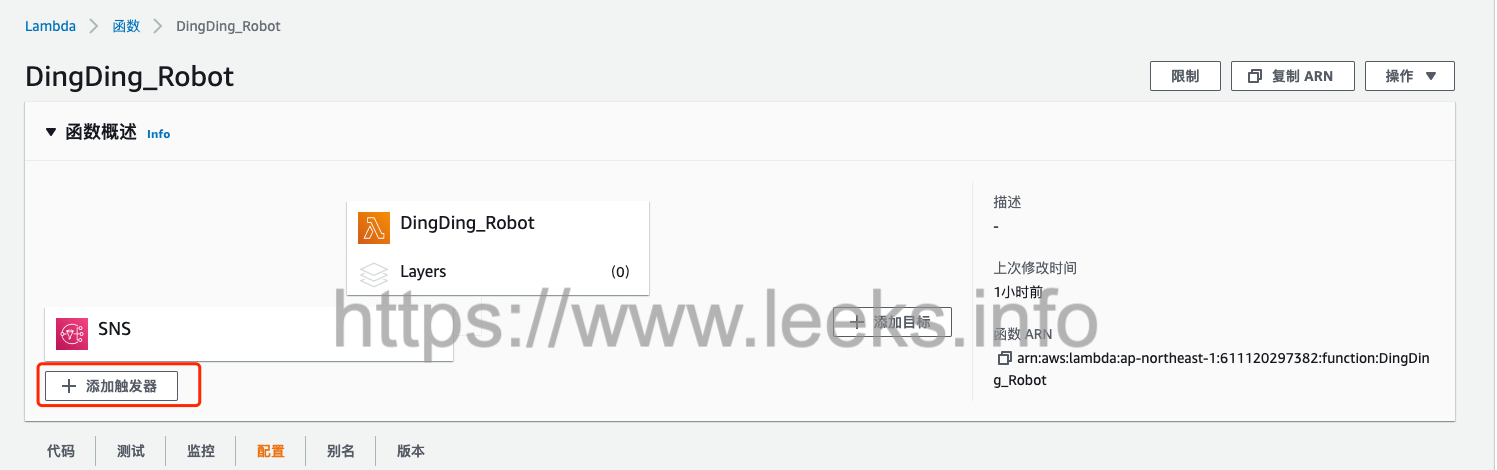 Lambda > 函数 > DingDing_Robot
DingDing_Robot
限制
复制 ARN
操作
函数概述 Info
DingDing_Robot
Layers (0)
SNS
添加触发器
添加目标
描述
-
上次修改时间
1小时前
函数 ARN
arn:aws:lambda:ap-northeast-1:611120297382:function:DingDin
g_Robot
https://www.leeks.info
代码 测试 监控 配置 别名 版本